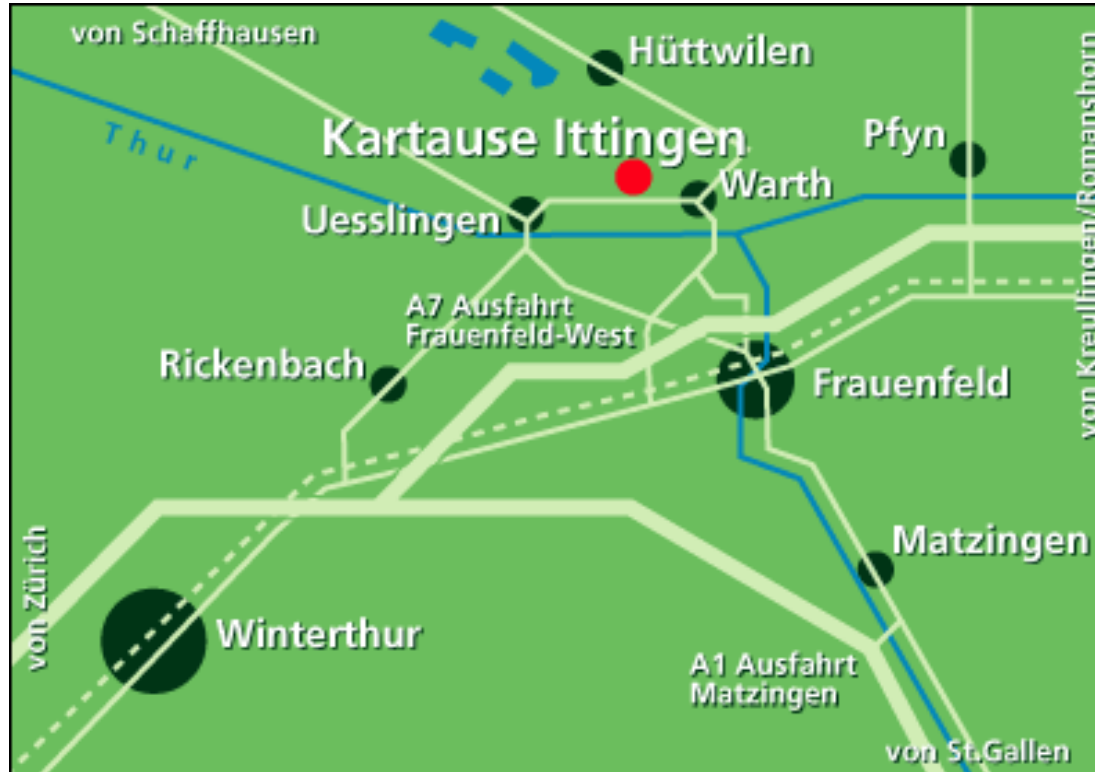 von Schaffhausen
Hüttwilen
Thur
Kartause Ittingen
Pfyn
Warth
Uesslingen
von Kreullingen/Romanshorn
A7 Ausfahrt
Frauenfeld-West
Rickenbach
Frauenfeld
von Zürich
Matzingen
Winterthur
A1 Ausfahrt
Matzingen
von St.Gallen